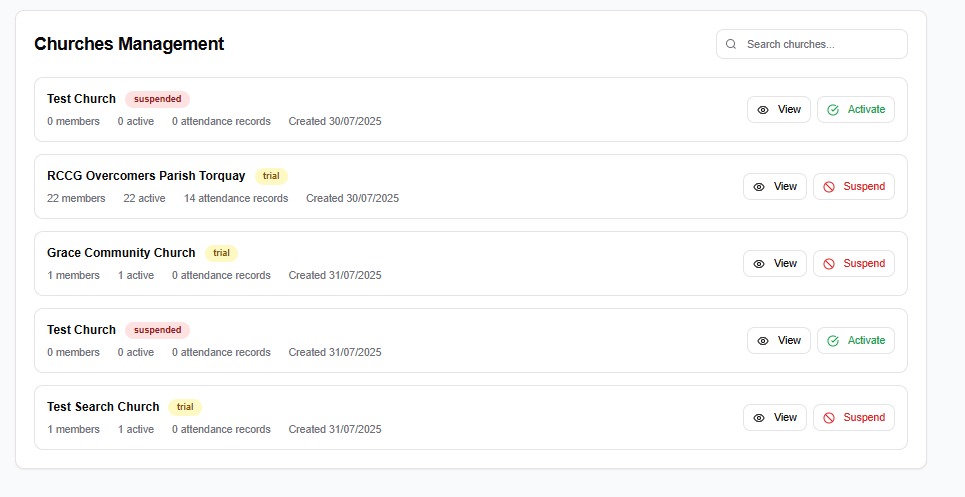 Churches Management
Search churches...
Test Church suspended
0 members 0 active 0 attendance records Created 30/07/2025
View Activate
RCCG Overcomers Parish Torquay trial
22 members 22 active 14 attendance records Created 30/07/2025
View Suspend
Grace Community Church trial
1 members 1 active 0 attendance records Created 31/07/2025
View Suspend
Test Church suspended
0 members 0 active 0 attendance records Created 31/07/2025
View Activate
Test Search Church trial
1 members 1 active 0 attendance records Created 31/07/2025
View Suspend